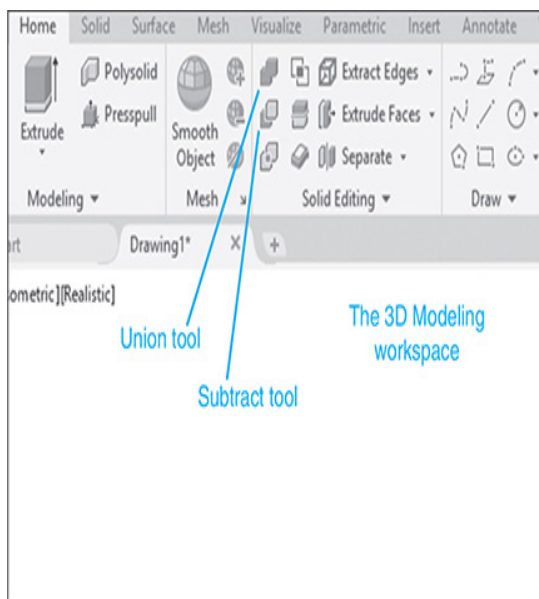 Home Solid Surface Mesh Visualize Parametric Insert Annotate
Polysolid
Presspull
Extrude
Smooth
Object
Extract Edges
Extrude Faces
Separate
Modeling
Mesh
Solid Editing
Draw
art
Drawing1*
ometric][Realistic]
Union tool
Subtract tool
The 3D Modeling
workspace